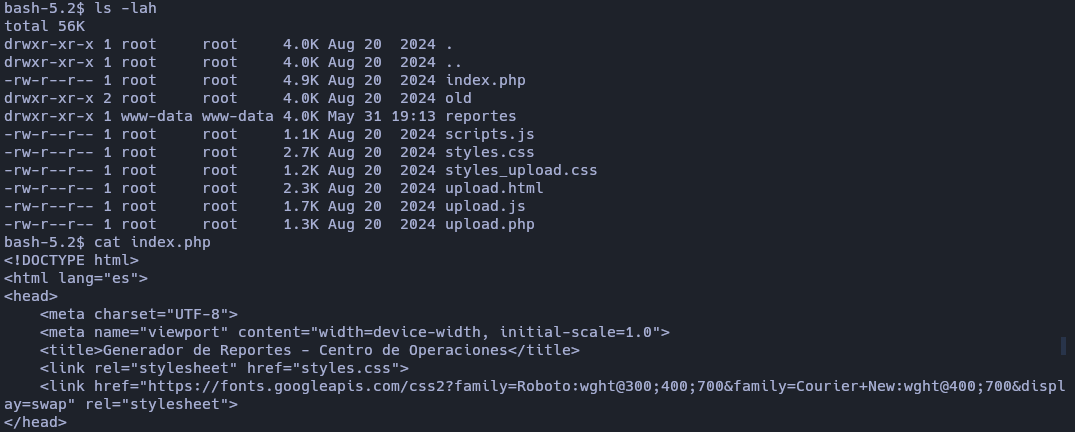 bash-5.2$ ls -lah
total 56K
drwxr-xr-x 1 root     root     4.0K Aug 20  2024 .
drwxr-xr-x 1 root     root     4.0K Aug 20  2024 ..
-rw-r--r-- 1 root     root     4.9K Aug 20  2024 index.php
drwxr-xr-x 2 root     root     4.0K Aug 20  2024 old
drwxr-xr-x 1 www-data www-data 4.0K May 31 19:13 reportes
-rw-r--r-- 1 root     root     1.1K Aug 20  2024 scripts.js
-rw-r--r-- 1 root     root     2.7K Aug 20  2024 styles.css
-rw-r--r-- 1 root     root     1.2K Aug 20  2024 styles_upload.css
-rw-r--r-- 1 root     root     2.3K Aug 20  2024 upload.html
-rw-r--r-- 1 root     root     1.7K Aug 20  2024 upload.js
-rw-r--r-- 1 root     root     1.3K Aug 20  2024 upload.php
bash-5.2$ cat index.php
<!DOCTYPE html>
<html lang="es">
<head>
    <meta charset="UTF-8">
    <meta name="viewport" content="width=device-width, initial-scale=1.0">
    <title>Generador de Reportes - Centro de Operaciones</title>
    <link rel="stylesheet" href="styles.css">
    <link href="https://fonts.googleapis.com/css2?family=Roboto:wght@300;400;700&family=Courier+New:wght@400;700&displ
ay=swap" rel="stylesheet">
</head>